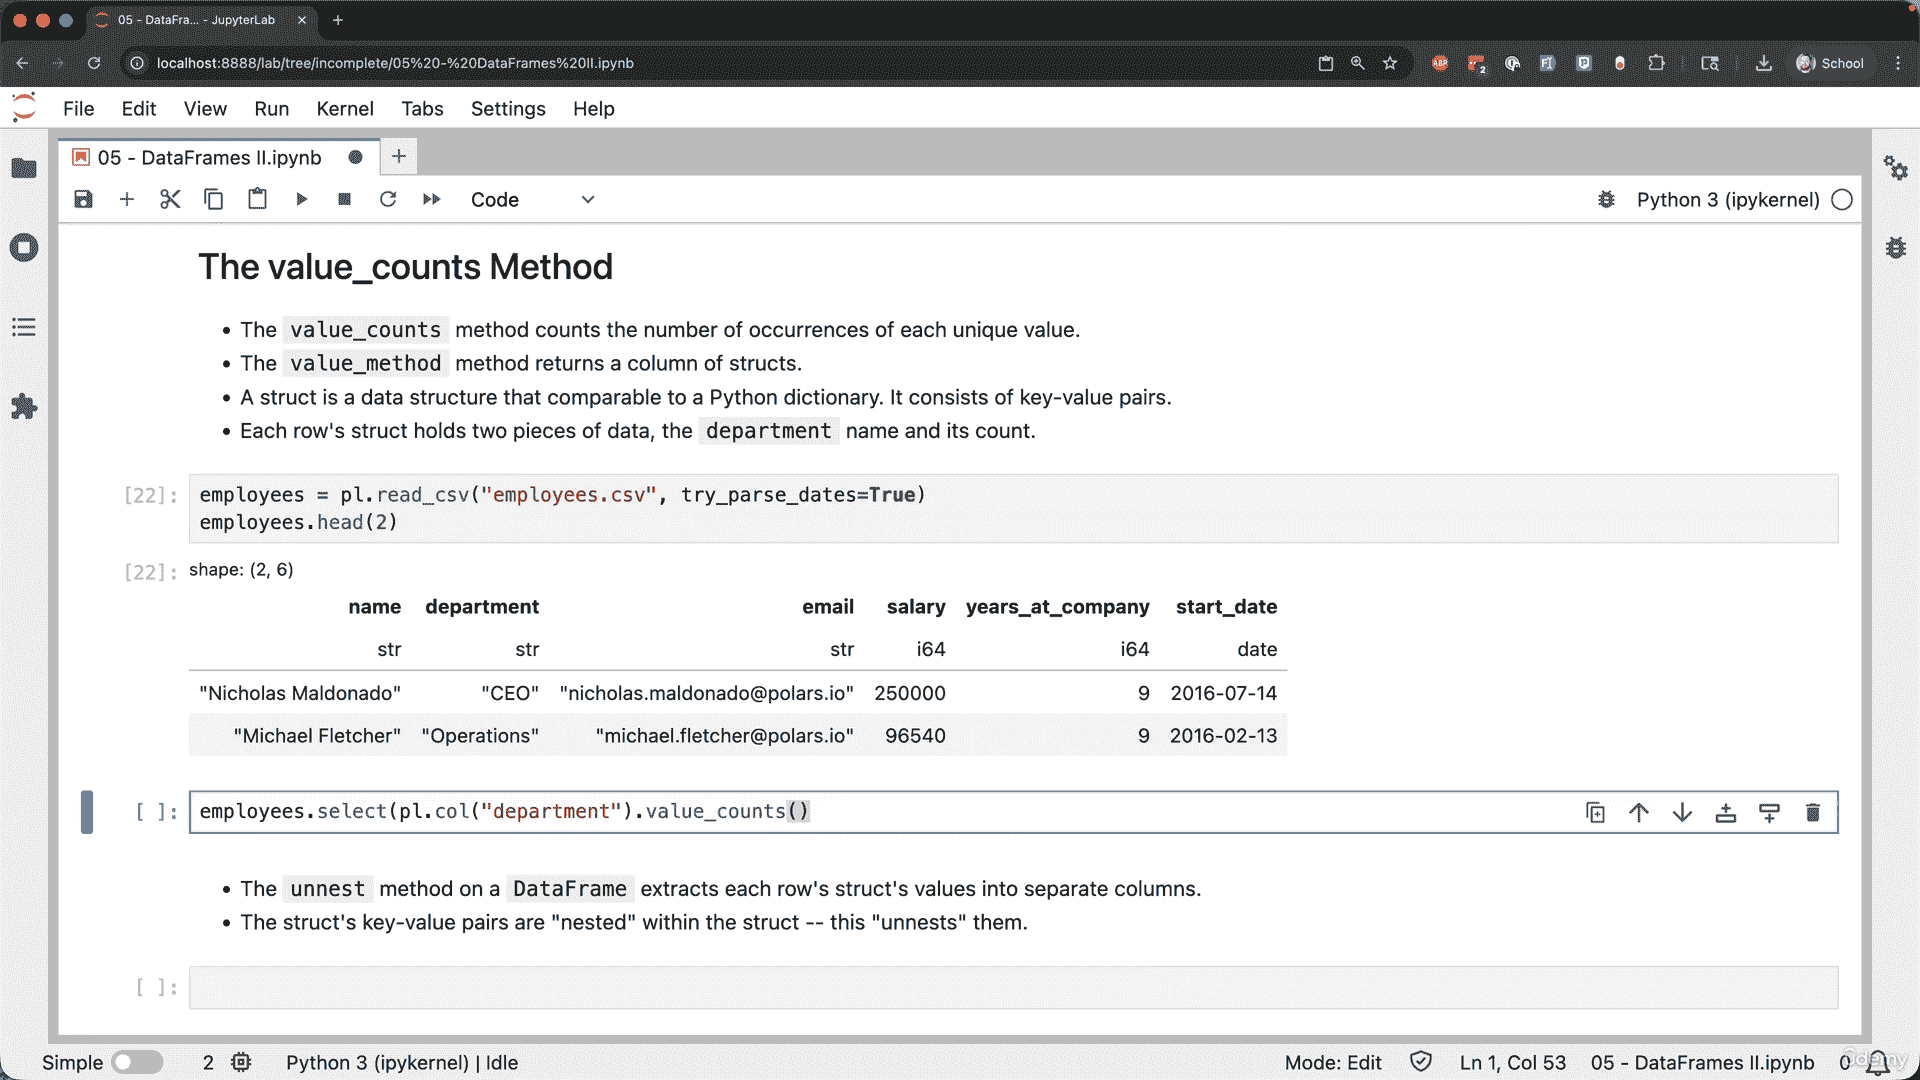 05 - DataFra... - JupyterLab
localhost:8888/lab/tree/incomplete/05%20-%20DataFrames%20II.ipynb
ABP
2
School
File Edit View Run Kernel Tabs Settings Help
05 - DataFrames II.ipynb
Code
Python 3 (ipykernel)
The value_counts Method
• The value_counts method counts the number of occurrences of each unique value.
• The value_method method returns a column of structs.
• A struct is a data structure that comparable to a Python dictionary. It consists of key-value pairs.
• Each row's struct holds two pieces of data, the department name and its count.
[22]: employees = pl.read_csv("employees.csv", try_parse_dates=True)
employees.head(2)
[22]: shape: (2, 6)
name department email salary years_at_company start_date
str str str i64 i64 date
"Nicholas Maldonado" "CEO" "nicholas.maldonado@polars.io" 250000 9 2016-07-14
"Michael Fletcher" "Operations" "michael.fletcher@polars.io" 96540 9 2016-02-13
[ ]: employees.select(pl.col("department").value_counts()
• The unnest method on a DataFrame extracts each row's struct's values into separate columns.
• The struct's key-value pairs are "nested" within the struct -- this "unnests" them.
[ ]:
Simple 2 Python 3 (ipykernel) | Idle Mode: Edit Ln 1, Col 53 05 - DataFrames II.ipynb 0
udemy